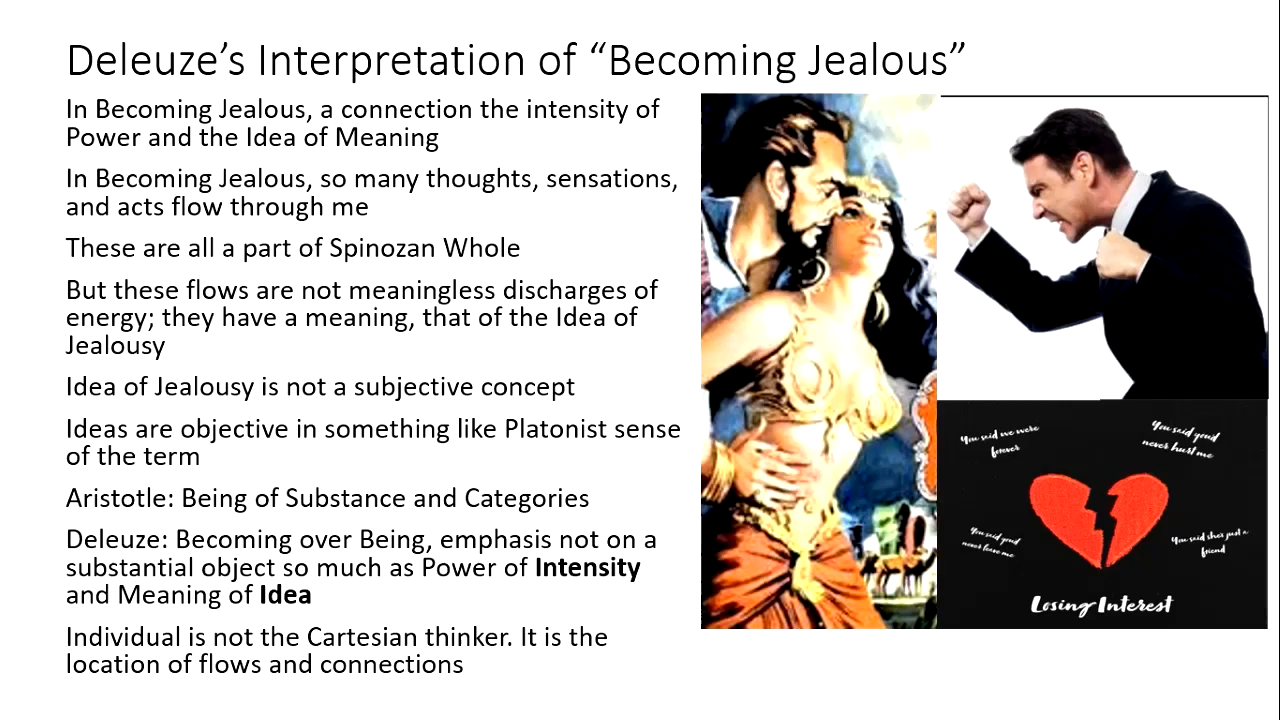 Deleuze’s Interpretation of “Becoming Jealous”
In Becoming Jealous, a connection the intensity of
Power and the Idea of Meaning
In Becoming Jealous, so many thoughts, sensations,
and acts flow through me
These are all a part of Spinozan Whole
But these flows are not meaningless discharges of
energy; they have a meaning, that of the Idea of
Jealousy
Idea of Jealousy is not a subjective concept
Ideas are objective in something like Platonist sense
of the term
Aristotle: Being of Substance and Categories
Deleuze: Becoming over Being, emphasis not on a
substantial object so much as Power of Intensity
and Meaning of Idea
Individual is not the Cartesian thinker. It is the
location of flows and connections
You said we were
forever
You said youd
never hurt me
You said youd
never leave me
You said shes just a
friend
Losing Interest